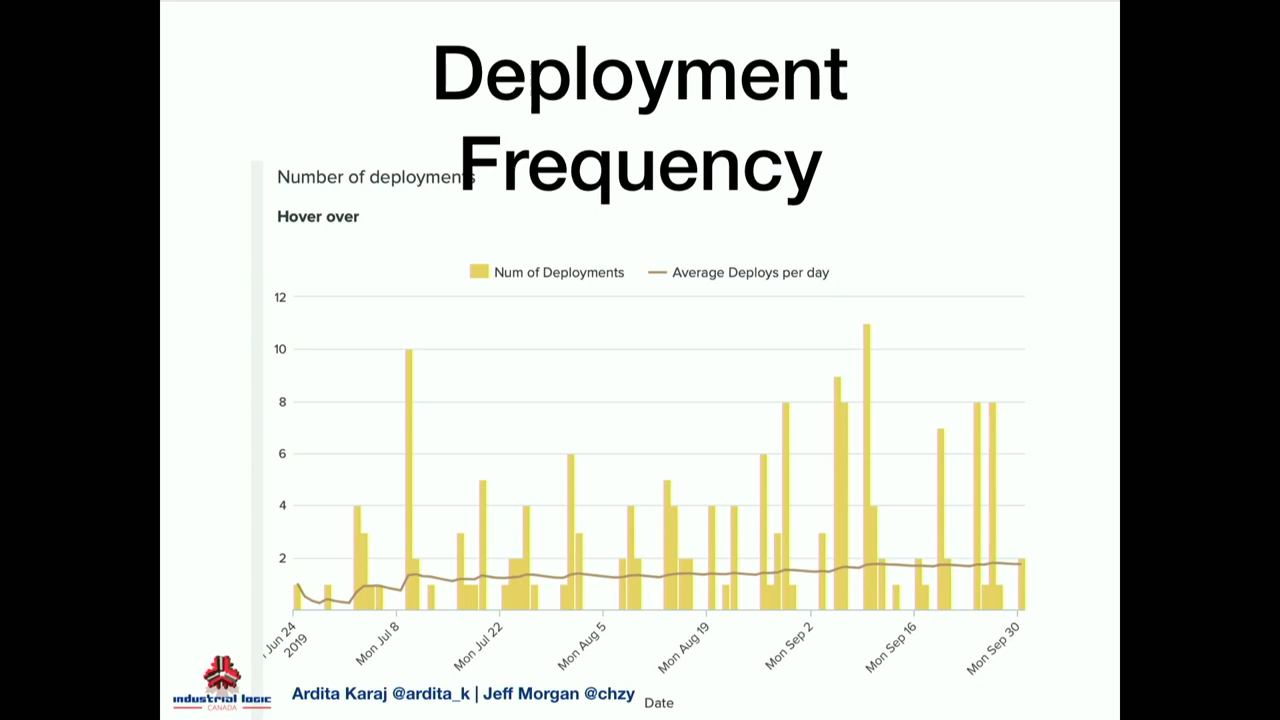 Deployment
Frequency
Number of deployments
Hover over
Num of Deployments
Average Deploys per day
12
10
8
6
4
2
Jun 24
2019
Mon Jul 8
Mon Jul 22
Mon Aug 5
Mon Aug 19
Mon Sep 2
Mon Sep 16
Mon Sep 30
Date
industrial logic
CANADA
Ardita Karaj @ardita_k | Jeff Morgan @chzy